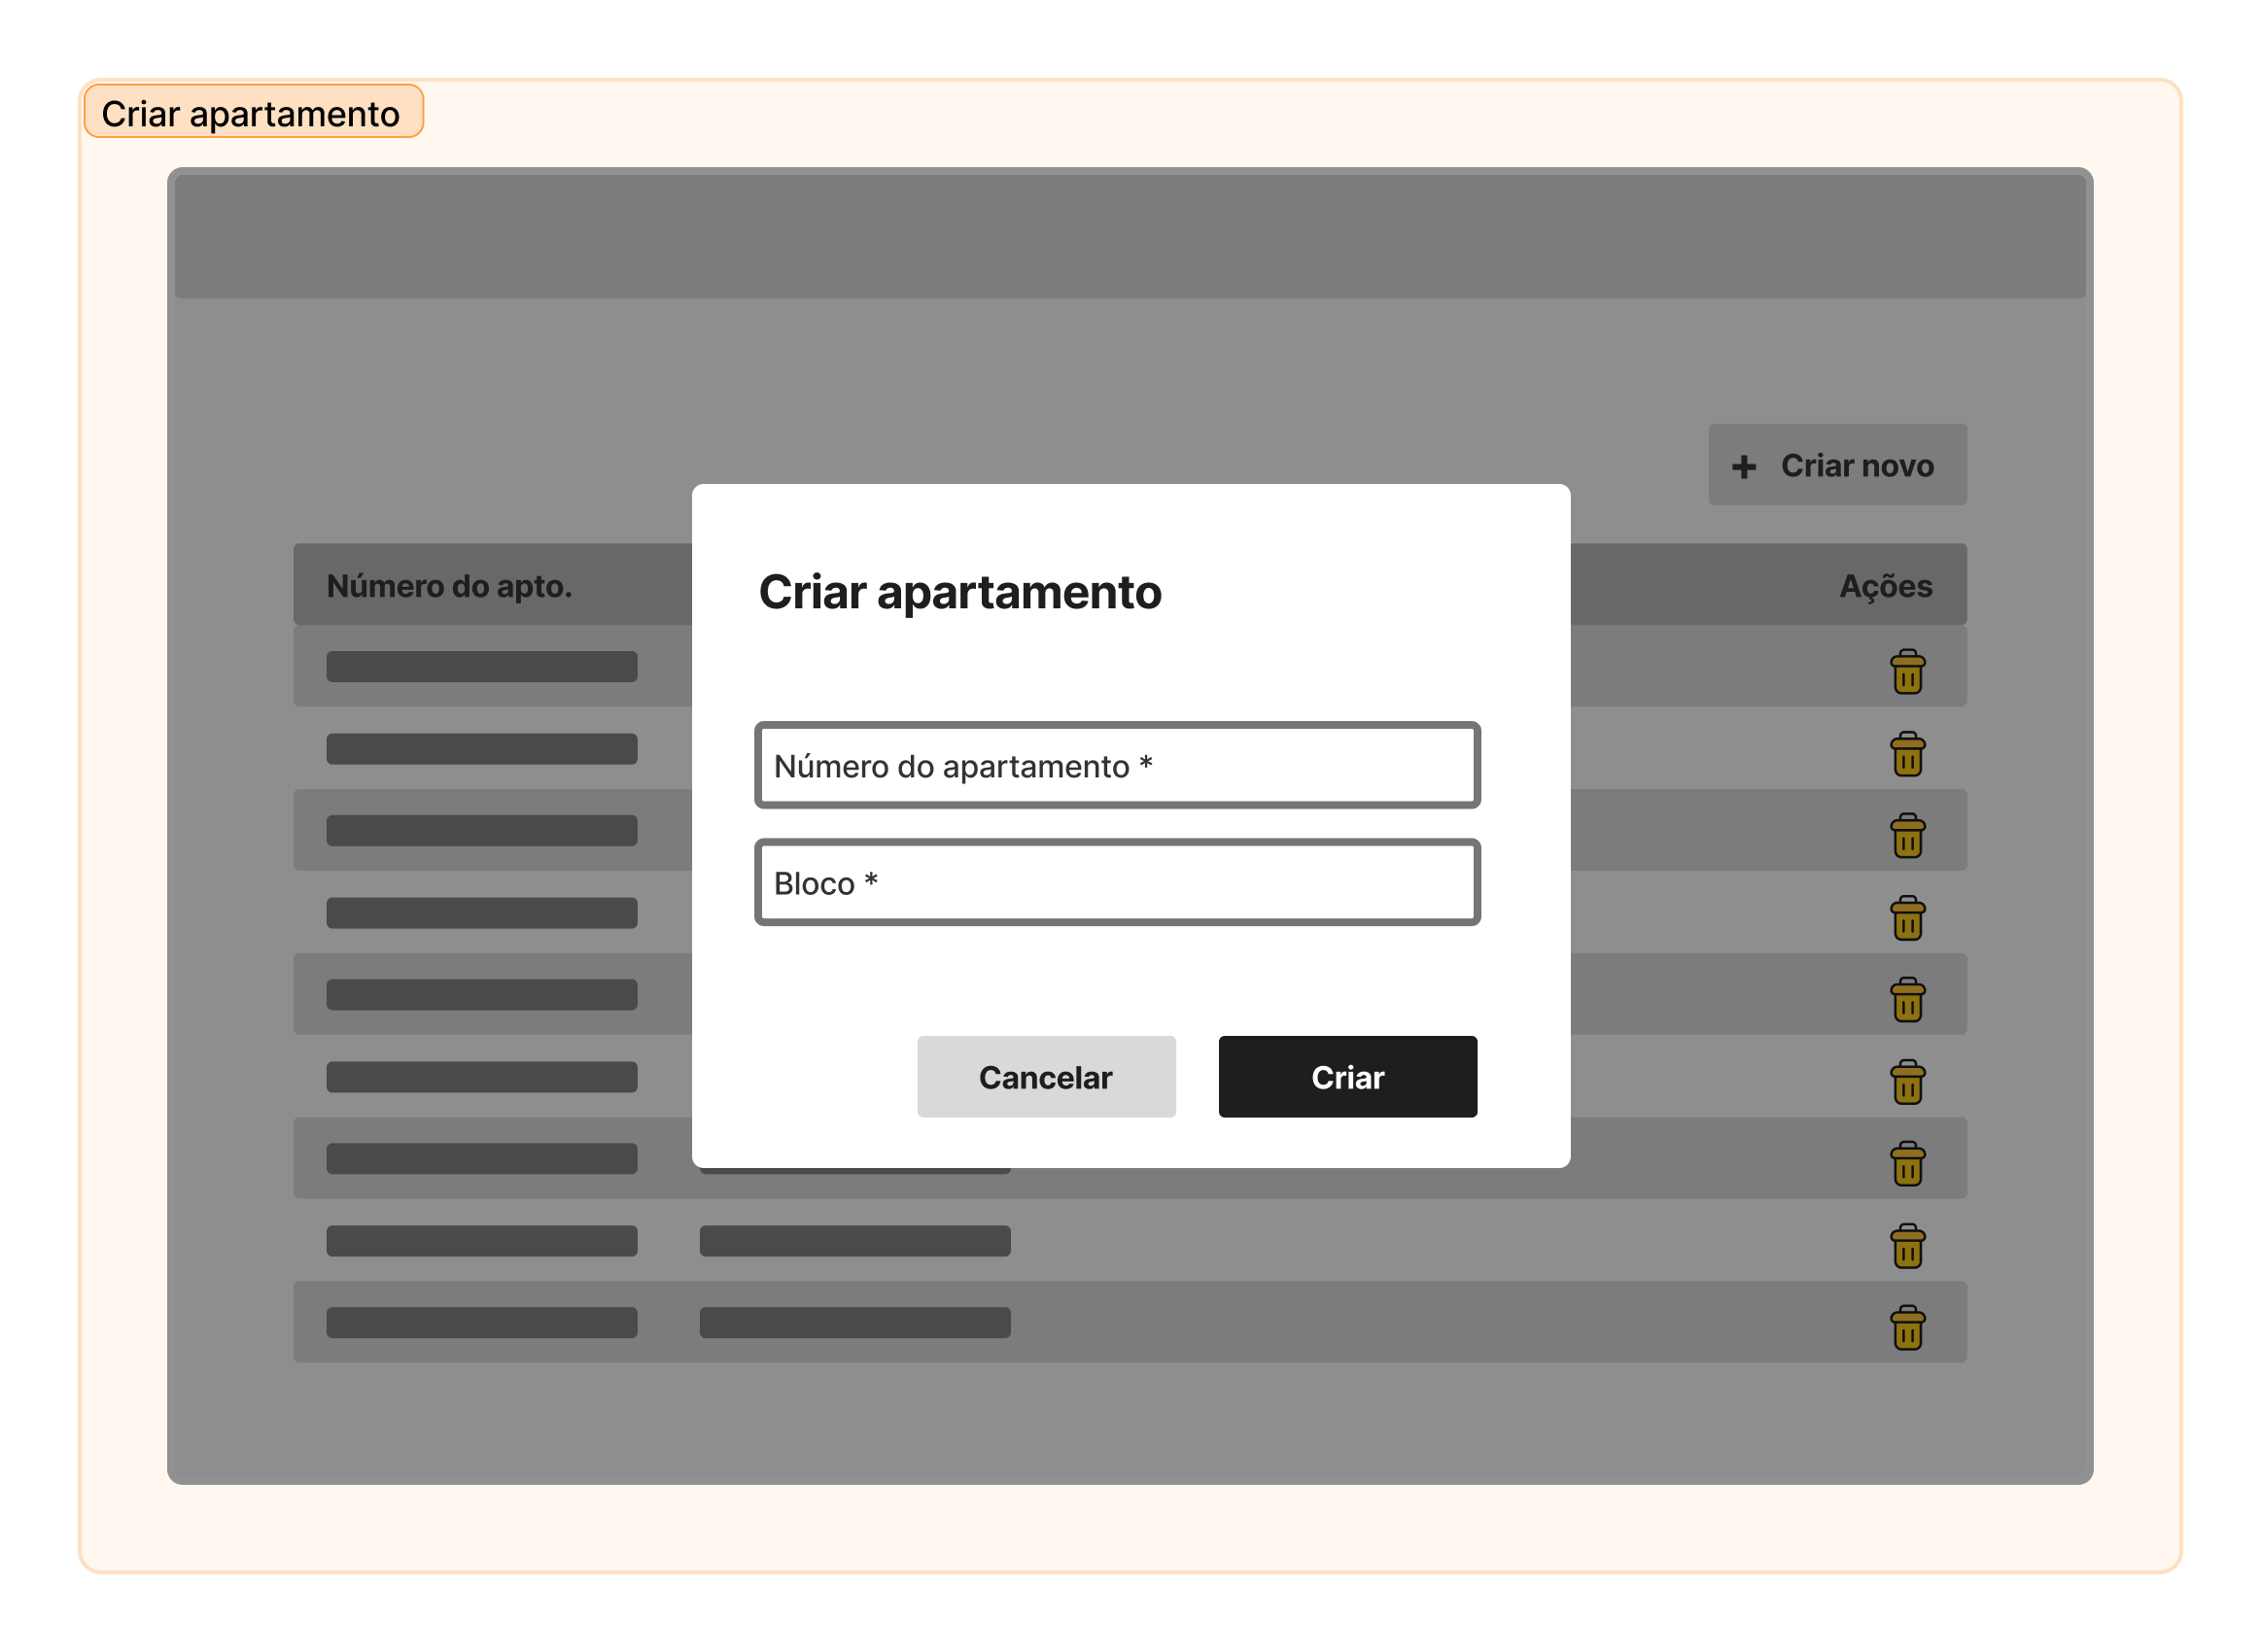 Criar apartamento
+ Criar novo
Número do apto.
Ações
Criar apartamento
Número do apartamento *
Bloco *
Cancelar
Criar